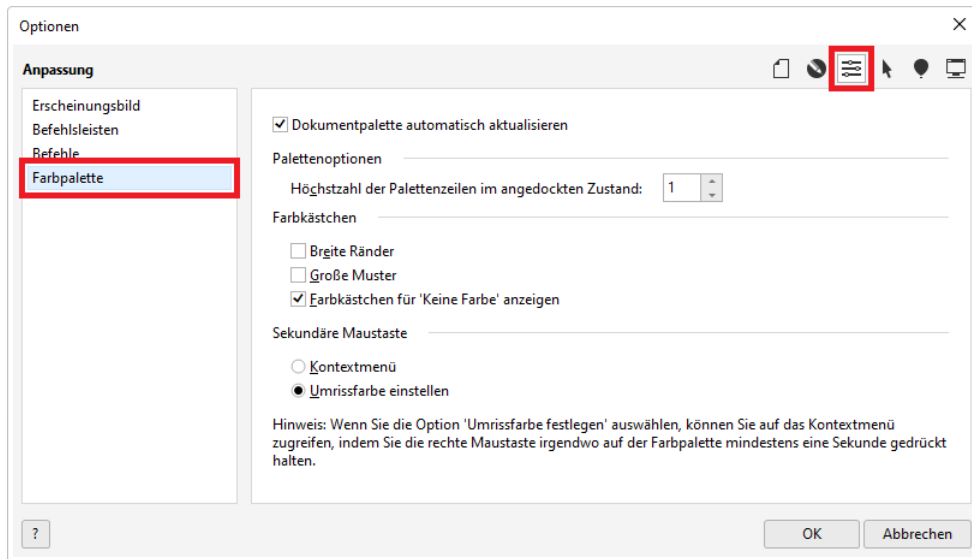 Optionen
Anpassung
Erscheinungsbild
Befehlsleisten
Befehle
Farbpalette
Dokumentpalette automatisch aktualisieren
Palettenoptionen
Höchstzahl der Palettenzeilen im angedockten Zustand: 1
Farbkästchen
Breite Ränder
Große Muster
Farbkästchen für 'Keine Farbe' anzeigen
Sekundäre Maustaste
Kontextmenü
Umrissfarbe einstellen
Hinweis: Wenn Sie die Option 'Umrissfarbe festlegen' auswählen, können Sie auf das Kontextmenü
zugreifen, indem Sie die rechte Maustaste irgendwo auf der Farbpalette mindestens eine Sekunde gedrückt
halten.
? OK Abbrechen